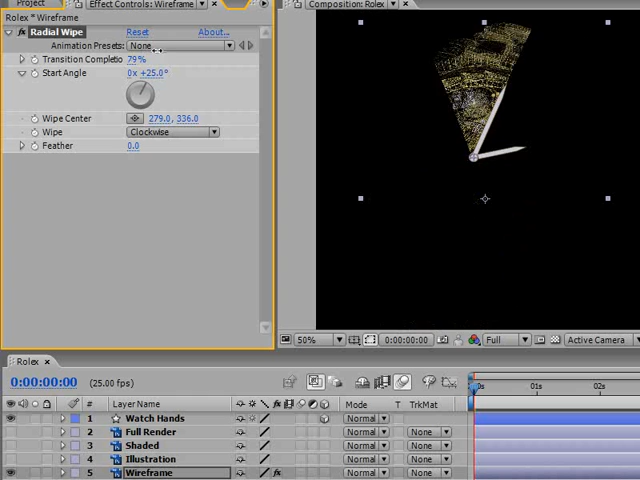 Project Effect Controls: Wireframe
Composition: Rolex
Rolex * Wireframe
fx Radial Wipe Reset About...
Animation Presets: None
Transition Completio 79%
Start Angle 0x +25.0°
Wipe Center 279.0, 336.0
Wipe Clockwise
Feather 0.0
50% 0:00:00:00 Full Active Camera
Rolex
0:00:00:00 (25.00 fps)
# Layer Name Mode T TrkMat
0s 01s 02s
1 Watch Hands Normal
2 Full Render Normal None
3 Shaded Normal None
4 Illustration Normal None
5 Wireframe fx Normal None